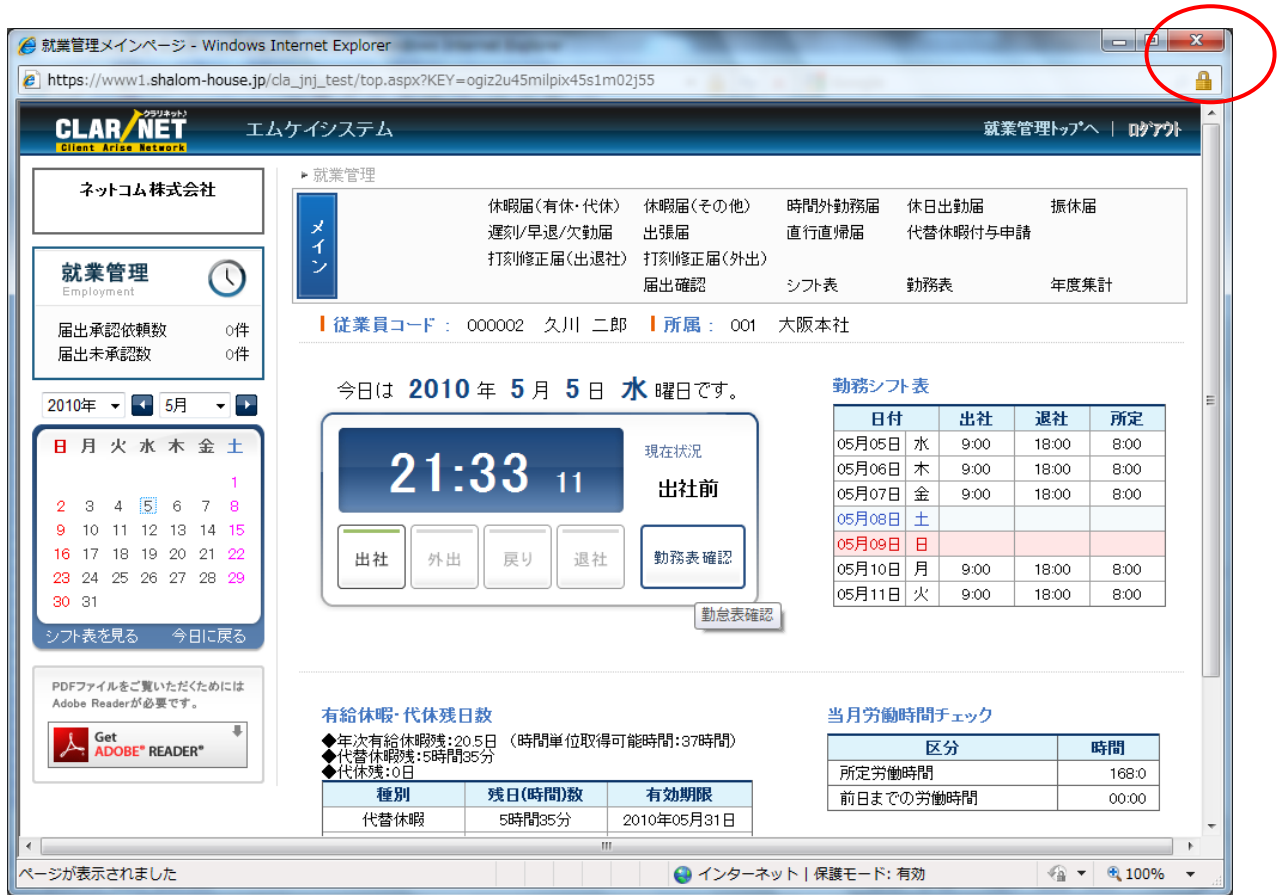 就業管理メインページ - Windows Internet Explorer
https://www1.shalom-house.jp/cla_jnj_test/top.aspx?KEY=ogiz2u45milpix45s1m02j55
クラリネット
CLAR/NET エムケイシステム 就業管理トップへ | ログアウト
Client Arise Network
ネットコム株式会社
就業管理
Employment
届出承認依頼数 0件
届出未承認数 0件
2010年 5月
日 月 火 水 木 金 土
1
2 3 4 5 6 7 8
9 10 11 12 13 14 15
16 17 18 19 20 21 22
23 24 25 26 27 28 29
30 31
シフト表を見る 今日に戻る
PDFファイルをご覧いただくためには
Adobe Readerが必要です。
Get
ADOBE® READER®
就業管理
メイン
休暇届(有休・代休) 休暇届(その他) 時間外勤務届 休日出勤届 振休届
遅刻/早退/欠勤届 出張届 直行直帰届 代替休暇付与申請
打刻修正届(出退社) 打刻修正届(外出)
届出確認 シフト表 勤務表 年度集計
従業員コード : 000002 久川 二郎 所属 : 001 大阪本社
今日は 2010 年 5 月 5 日 水 曜日です。
21:33 11
現在状況
出社前
出社 外出 戻り 退社 勤務表確認
勤怠表確認
勤務シフト表
日付 出社 退社 所定
05月05日 水 9:00 18:00 8:00
05月06日 木 9:00 18:00 8:00
05月07日 金 9:00 18:00 8:00
05月08日 土
05月09日 日
05月10日 月 9:00 18:00 8:00
05月11日 火 9:00 18:00 8:00
有給休暇・代休残日数
◆年次有給休暇残:20.5日 (時間単位取得可能時間:37時間)
◆代替休暇残:5時間35分
◆代休残:0日
種別 残日(時間)数 有効期限
代替休暇 5時間35分 2010年05月31日
当月労働時間チェック
区分 時間
所定労働時間 168:0
前日までの労働時間 00:00
ページが表示されました インターネット | 保護モード: 有効 100%